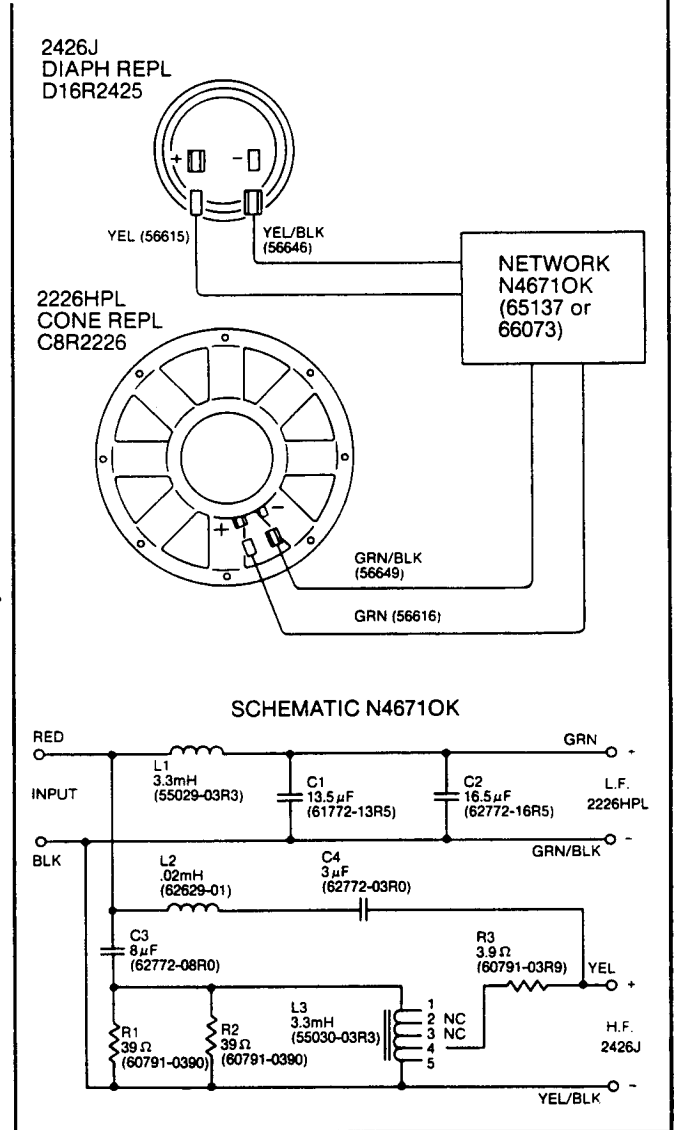 2426J
DIAPH REPL
D16R2425
+
-
YEL (56615)
YEL/BLK
(56646)
NETWORK
N4671OK
(65137 or
66073)
2226HPL
CONE REPL
C8R2226
+
-
GRN/BLK
(56649)
GRN (56616)
SCHEMATIC N4671OK
RED
GRN
+
L1
3.3mH
(55029-03R3)
INPUT
C1
13.5µF
(61772-13R5)
C2
16.5µF
(62772-16R5)
L.F.
2226HPL
-
BLK
GRN/BLK
L2
.02mH
(62629-01)
C4
3µF
(62772-03R0)
C3
8µF
(62772-08R0)
R3
3.9Ω
(60791-03R9)
YEL
+
R1
39Ω
(60791-0390)
R2
39Ω
(60791-0390)
L3
3.3mH
(55030-03R3)
1
2 NC
3 NC
4
5
H.F.
2426J
-
YEL/BLK